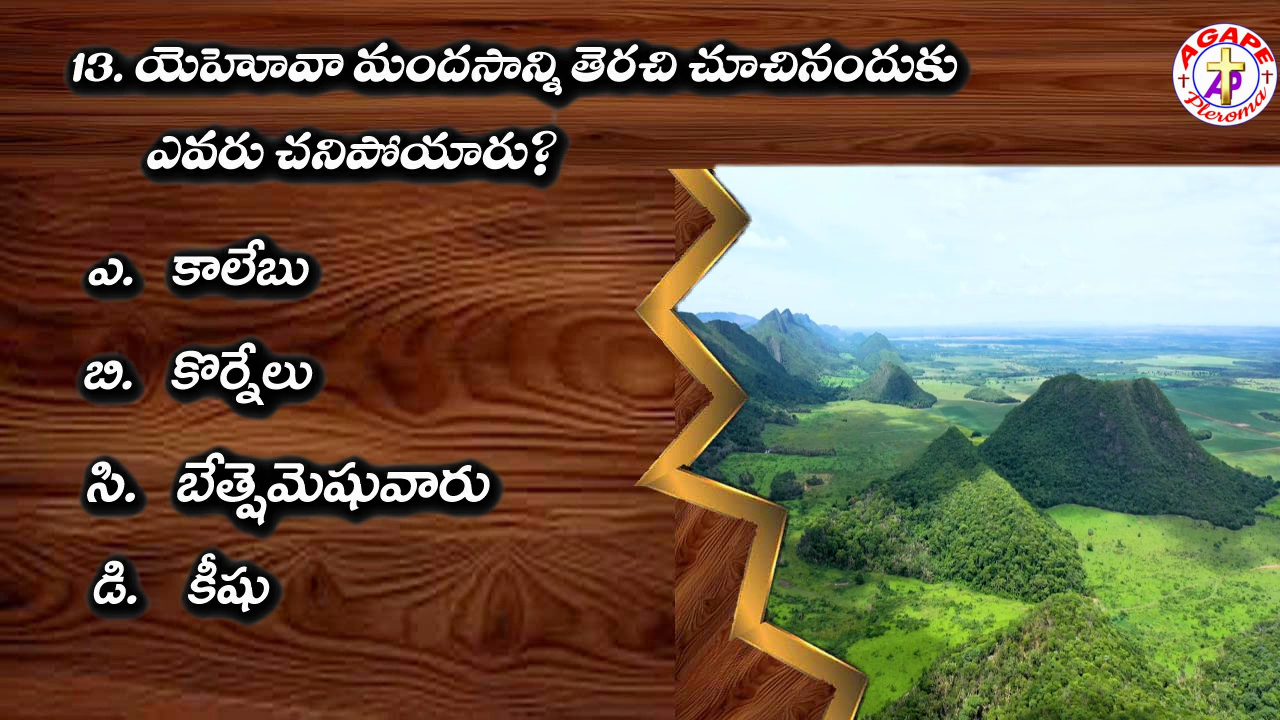 13. యెహోవా మందసాన్ని తెరచి చూచినందుకు
ఎవరు చనిపోయారు?
ఎ. కాలేబు
బి. కొర్నేలు
సి. బేత్షెమెషువారు
డి. కీషు
AGAPE
AP
Pleroma